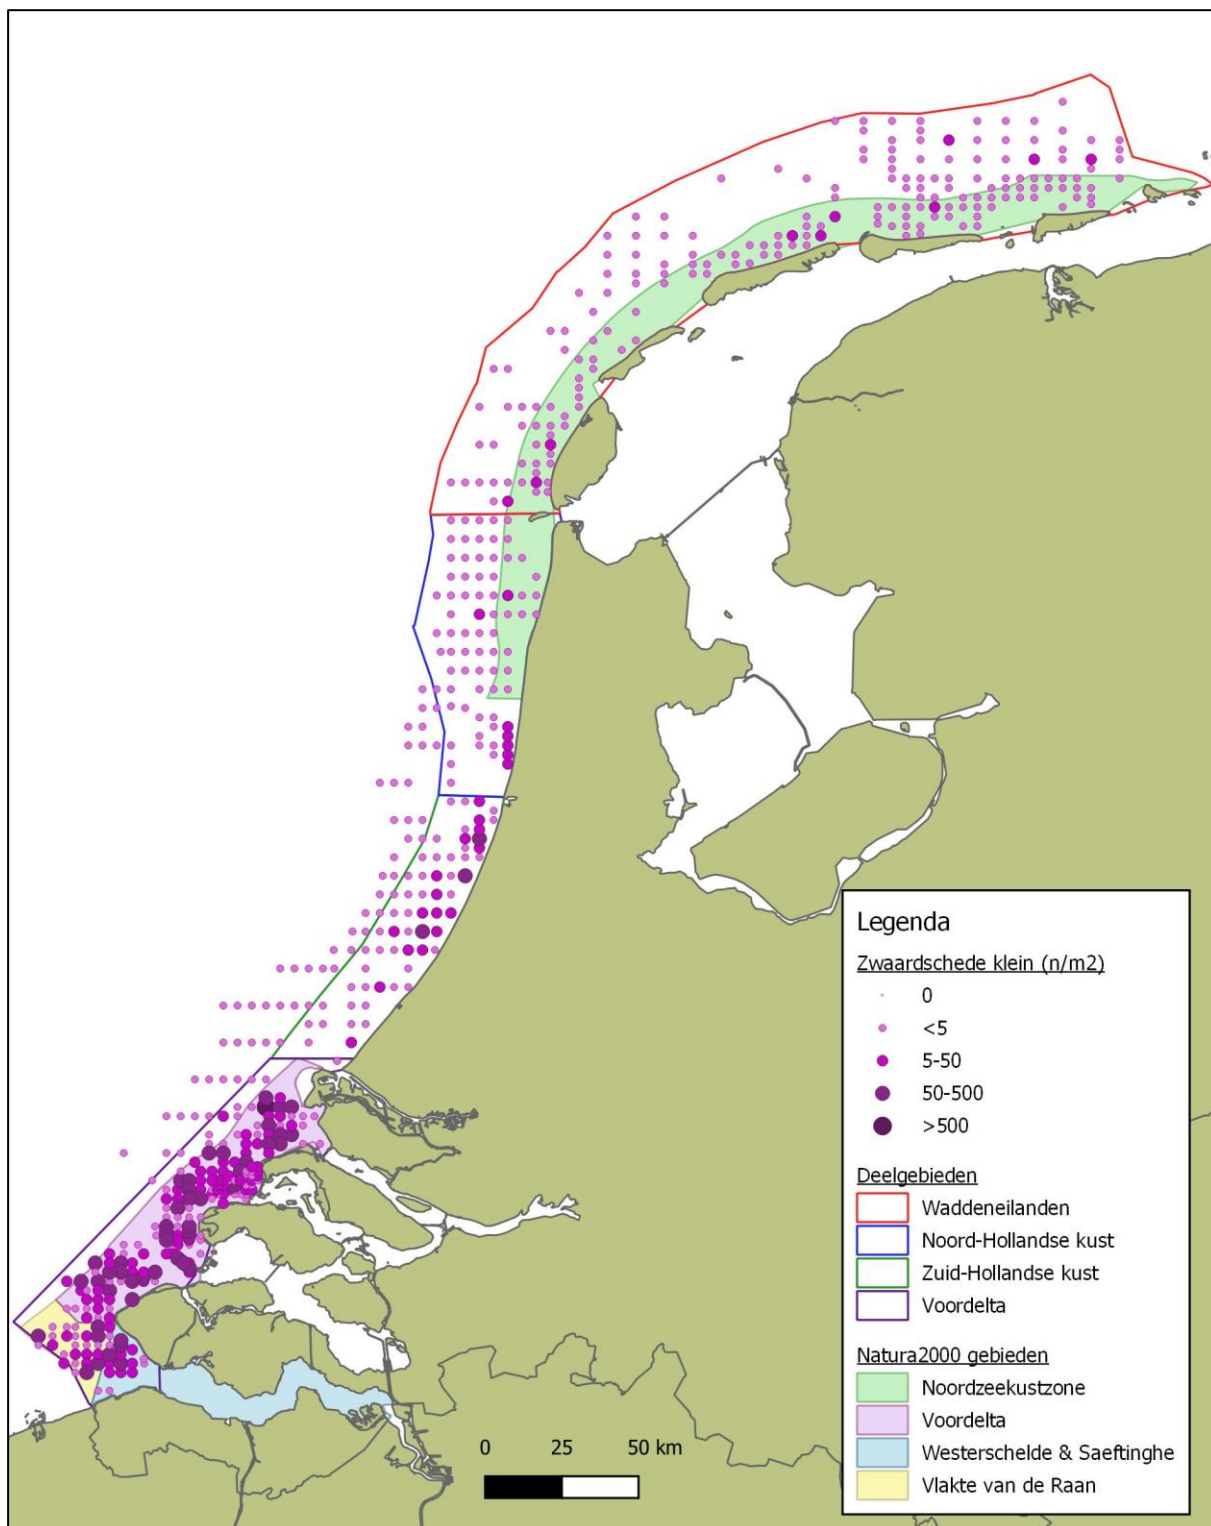 Legenda
Zwaardschede klein (n/m2)
0
<5
5-50
50-500
>500
Deelgebieden
Waddeneilanden
Noord-Hollandse kust
Zuid-Hollandse kust
Voordelta
Natura2000 gebieden
Noordzeekustzone
Voordelta
Westerschelde & Saeftinghe
Vlakte van de Raan
0 25 50 km